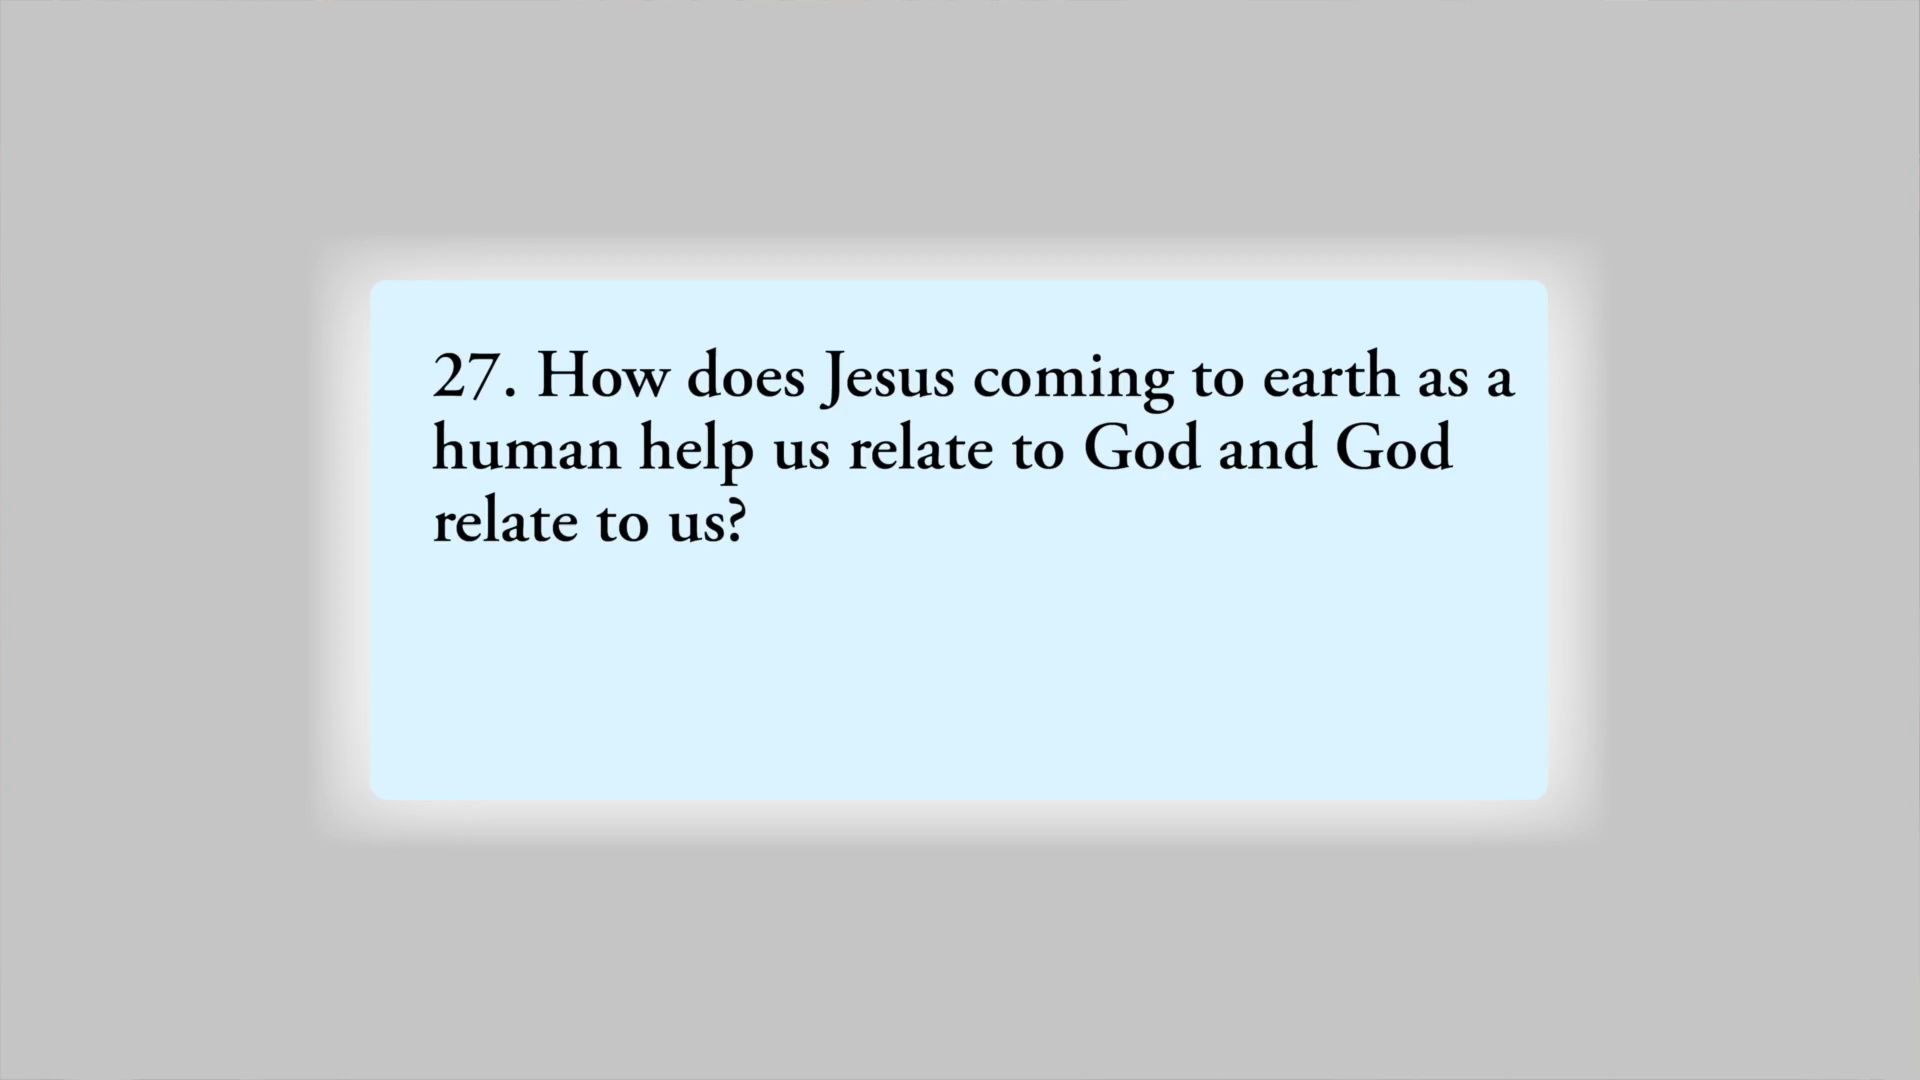 27. How does Jesus coming to earth as a
human help us relate to God and God
relate to us?